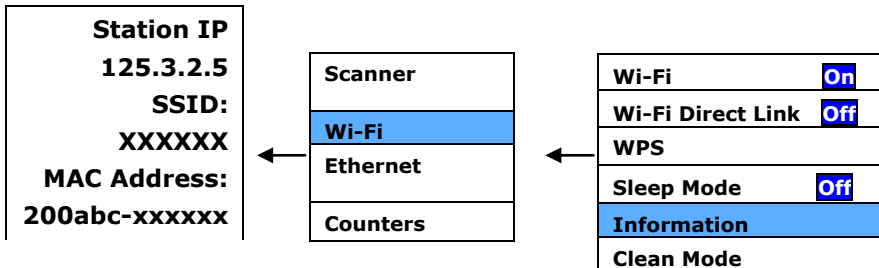 Station IP
125.3.2.5
SSID:
XXXXXX
MAC Address:
200abc-xxxxxx
Scanner
Wi-Fi
Ethernet
Counters
Wi-Fi On
Wi-Fi Direct Link Off
WPS
Sleep Mode Off
Information
Clean Mode